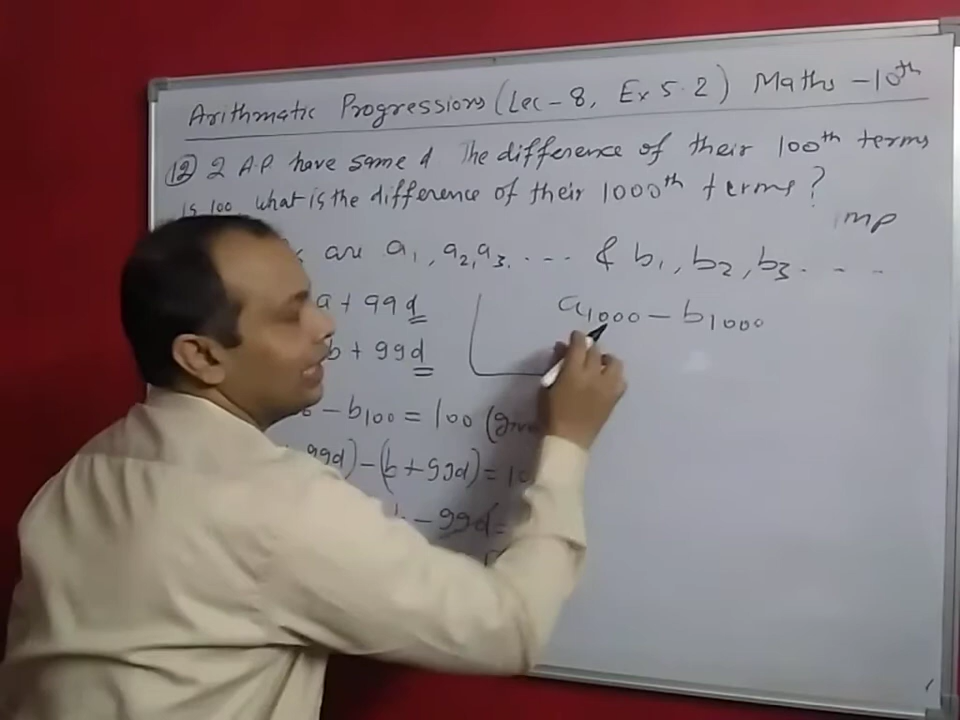 Arithmatic Progressions (Lec - 8, Ex 5.2) Maths - 10th
(12) 2 A.P. have same d The difference of their 100th terms
is 100 what is the difference of their 1000th terms?
imp
are a1, a2, a3, .... & b1, b2, b3 ....
a + 99d
b + 99d
- b100 = 100
99d) - (b + 99d) = 10
- 99d =
a1000 - b1000